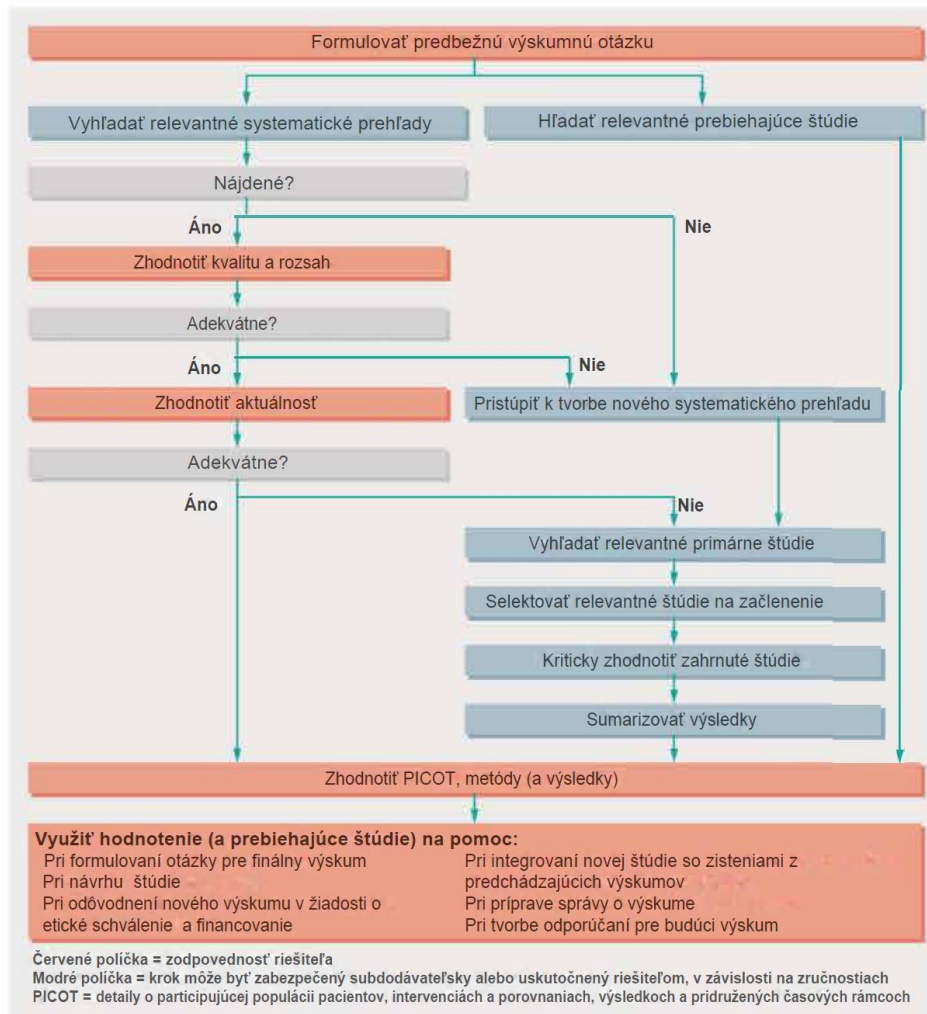 Formulovať predbežnú výskumnú otázku
Vyhľadať relevantné systematické prehľady
Hľadať relevantné prebiehajúce štúdie
Nájdené?
Áno
Nie
Zhodnotiť kvalitu a rozsah
Adekvátne?
Áno
Nie
Zhodnotiť aktuálnosť
Pristúpiť k tvorbe nového systematického prehľadu
Adekvátne?
Áno
Nie
Vyhľadať relevantné primárne štúdie
Selektovať relevantné štúdie na začlenenie
Kriticky zhodnotiť zahrnuté štúdie
Sumarizovať výsledky
Zhodnotiť PICOT, metódy (a výsledky)
Využiť hodnotenie (a prebiehajúce štúdie) na pomoc:
Pri formulovaní otázky pre finálny výskum
Pri návrhu štúdie
Pri odôvodnení nového výskumu v žiadosti o
etické schválenie a financovanie
Pri integrovaní novej štúdie so zisteniami z
predchádzajúcich výskumov
Pri príprave správy o výskume
Pri tvorbe odporúčaní pre budúci výskum
Červené políčka = zodpovednosť riešiteľa
Modré políčka = krok môže byť zabezpečený subdodávateľsky alebo uskutočnený riešiteľom, v závislosti na zručnostiach
PICOT = detaily o participujúcej populácii pacientov, intervenciách a porovnaniach, výsledkoch a pridružených časových rámcoch